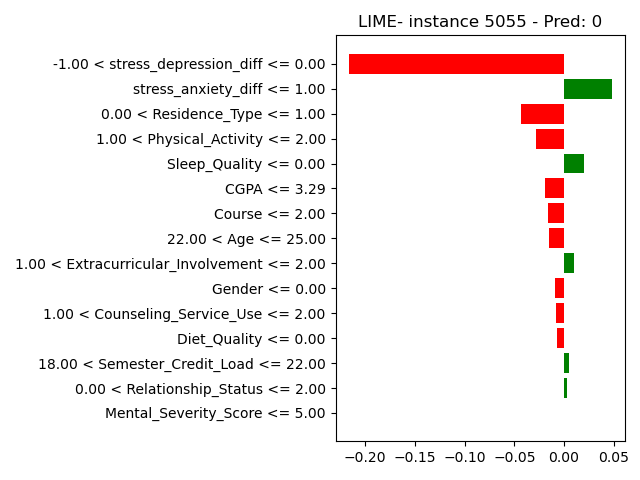 LIME- instance 5055 - Pred: 0
-1.00 < stress_depression_diff <= 0.00
stress_anxiety_diff <= 1.00
0.00 < Residence_Type <= 1.00
1.00 < Physical_Activity <= 2.00
Sleep_Quality <= 0.00
CGPA <= 3.29
Course <= 2.00
22.00 < Age <= 25.00
1.00 < Extracurricular_Involvement <= 2.00
Gender <= 0.00
1.00 < Counseling_Service_Use <= 2.00
Diet_Quality <= 0.00
18.00 < Semester_Credit_Load <= 22.00
0.00 < Relationship_Status <= 2.00
Mental_Severity_Score <= 5.00
−0.20 −0.15 −0.10 −0.05 0.00 0.05